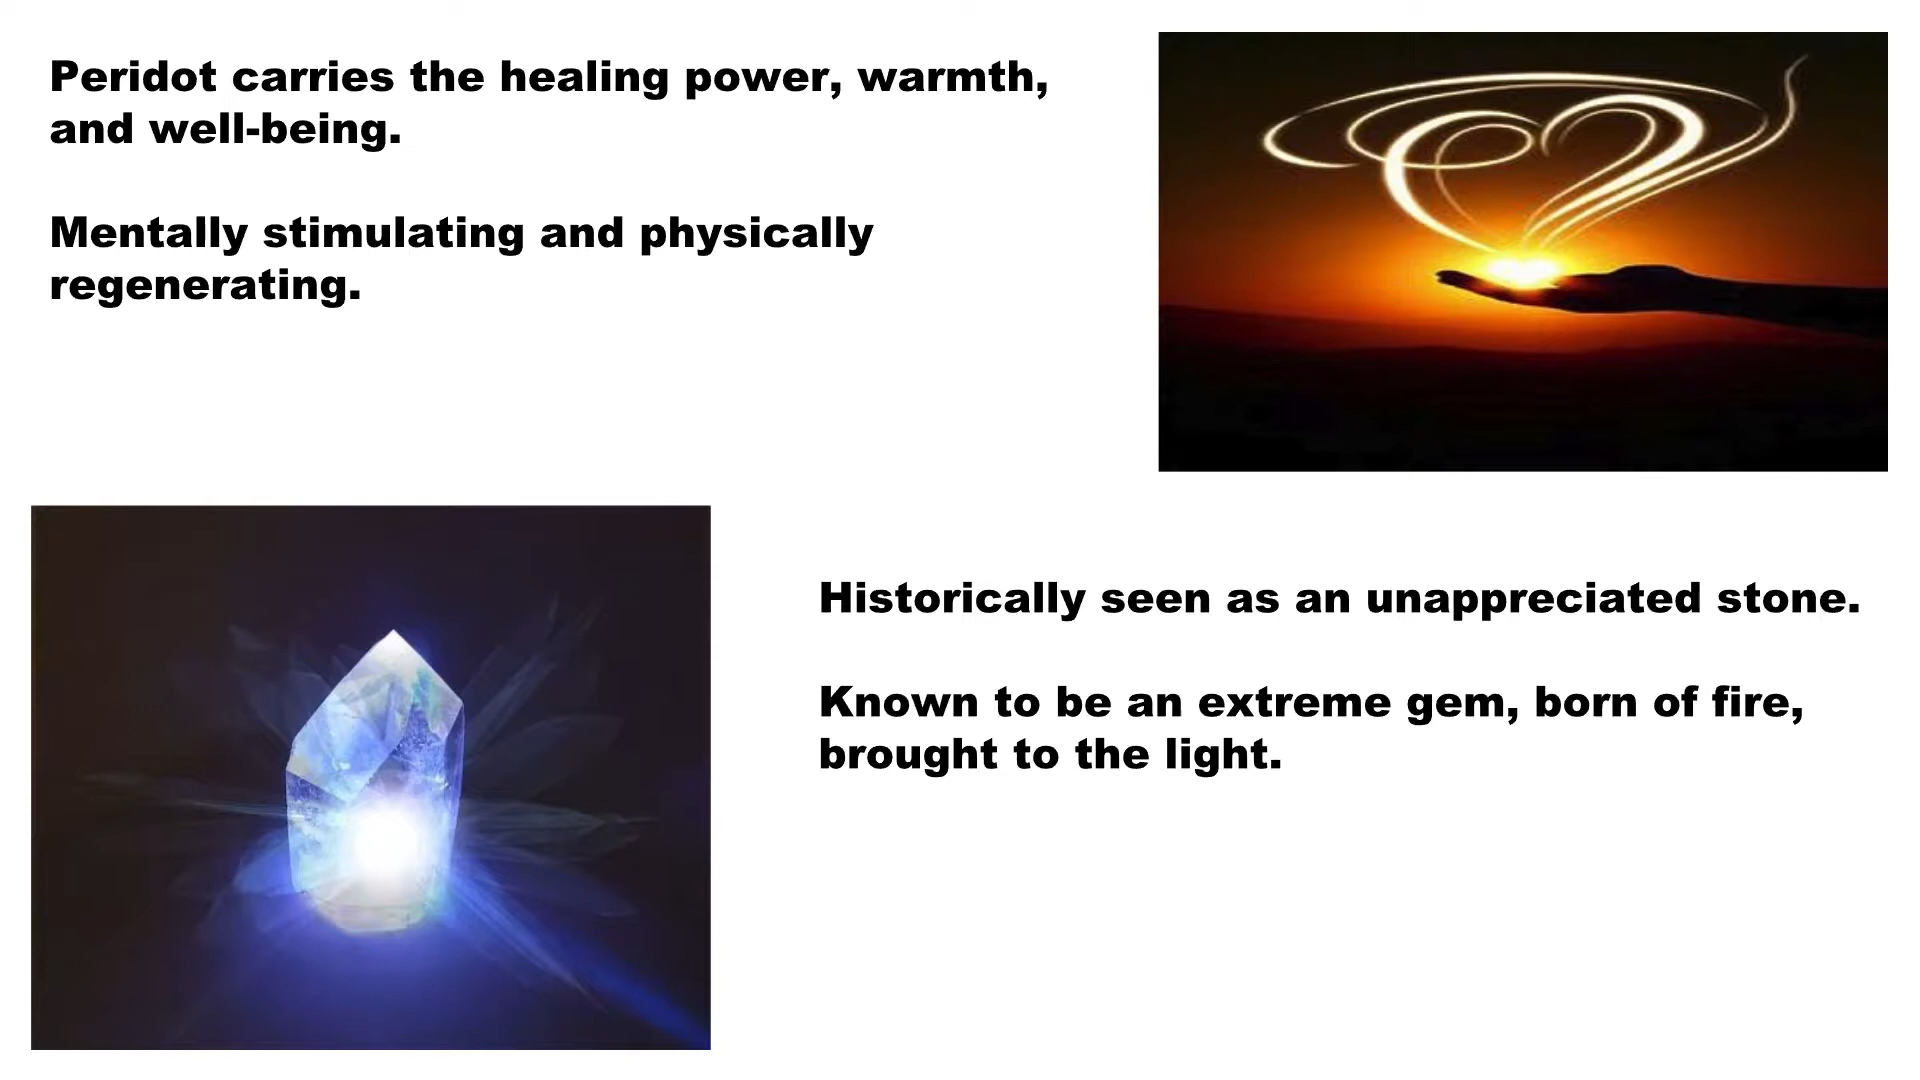 Peridot carries the healing power, warmth,
and well-being.
Mentally stimulating and physically
regenerating.
Historically seen as an unappreciated stone.
Known to be an extreme gem, born of fire,
brought to the light.